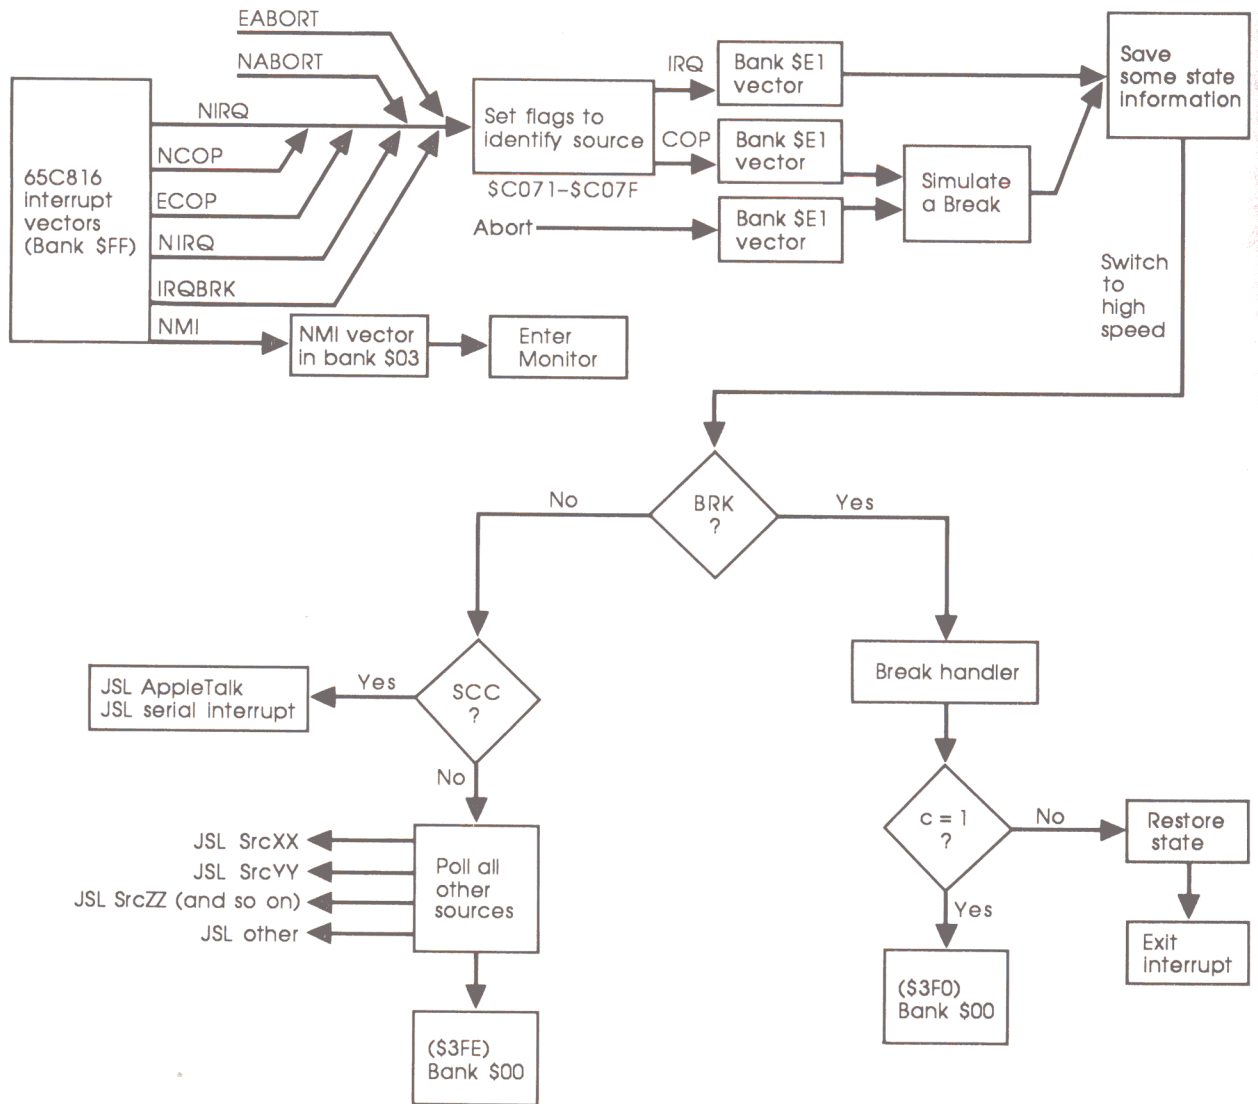 EABORT
NABORT
NIRQ
NCOP
ECOP
NIRQ
IRQBRK
NMI
65C816
interrupt
vectors
(Bank $FF)
NMI vector
in bank $03
Enter
Monitor
Set flags to
identify source
$C071–$C07F
IRQ
COP
Abort
Bank $E1
vector
Bank $E1
vector
Bank $E1
vector
Simulate
a Break
Save
some state
information
Switch
to
high
speed
BRK
?
No
Yes
SCC
?
Yes
JSL AppleTalk
JSL serial interrupt
No
Poll all
other
sources
JSL SrcXX
JSL SrcYY
JSL SrcZZ (and so on)
JSL other
($3FE)
Bank $00
Break handler
c = 1
?
No
Restore
state
Exit
interrupt
Yes
($3F0)
Bank $00